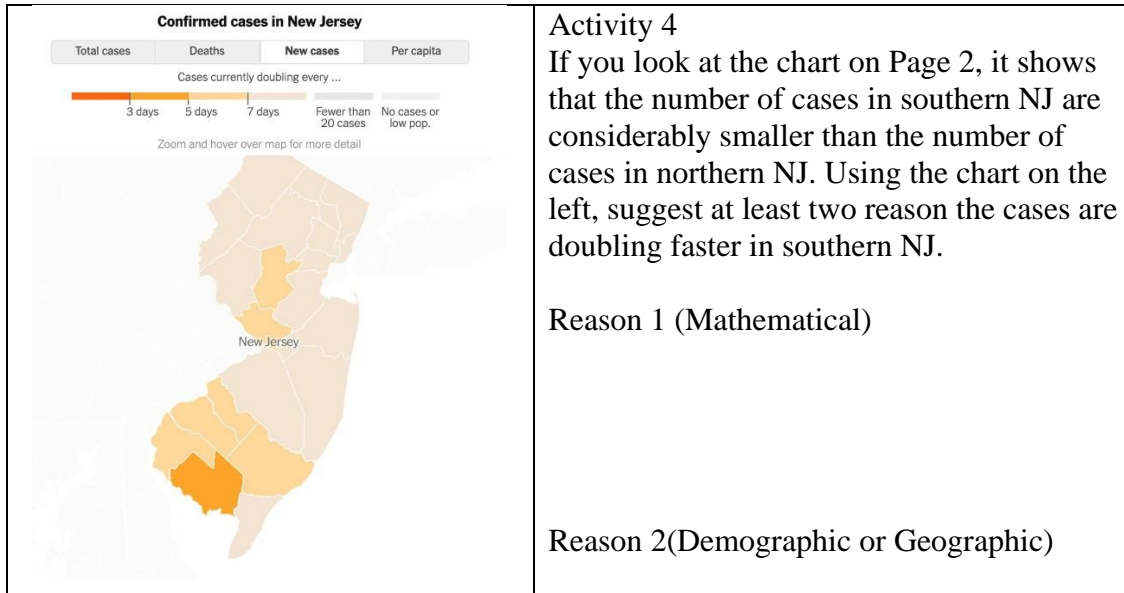 Confirmed cases in New Jersey
Total cases Deaths New cases Per capita
Cases currently doubling every ...
3 days 5 days 7 days Fewer than 20 cases No cases or low pop.
Zoom and hover over map for more detail
New Jersey
Activity 4
If you look at the chart on Page 2, it shows
that the number of cases in southern NJ are
considerably smaller than the number of
cases in northern NJ. Using the chart on the
left, suggest at least two reason the cases are
doubling faster in southern NJ.
Reason 1 (Mathematical)
Reason 2(Demographic or Geographic)